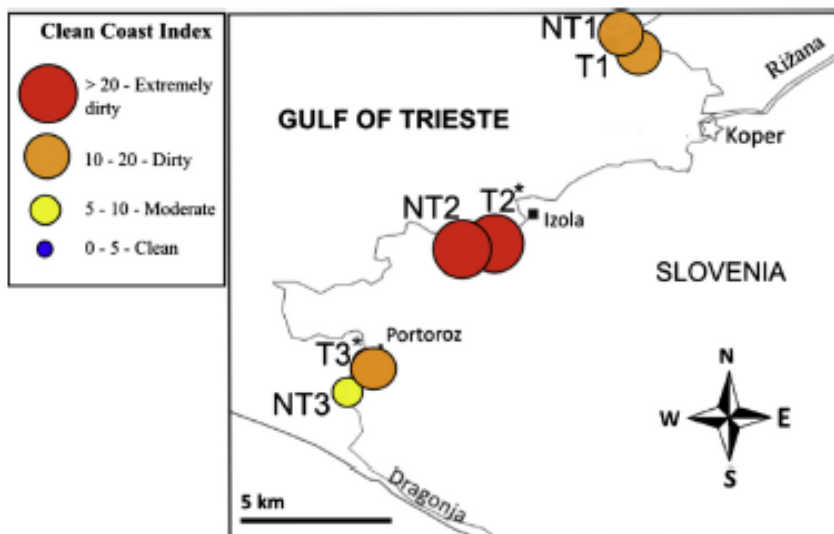 Clean Coast Index
> 20 - Extremely
dirty
10 - 20 - Dirty
5 - 10 - Moderate
0 - 5 - Clean
NT1
T1
Rižana
GULF OF TRIESTE
Koper
NT2
T2*
Izola
SLOVENIA
Portoroz
T3*
NT3
N
W
E
S
Dragonja
5 km